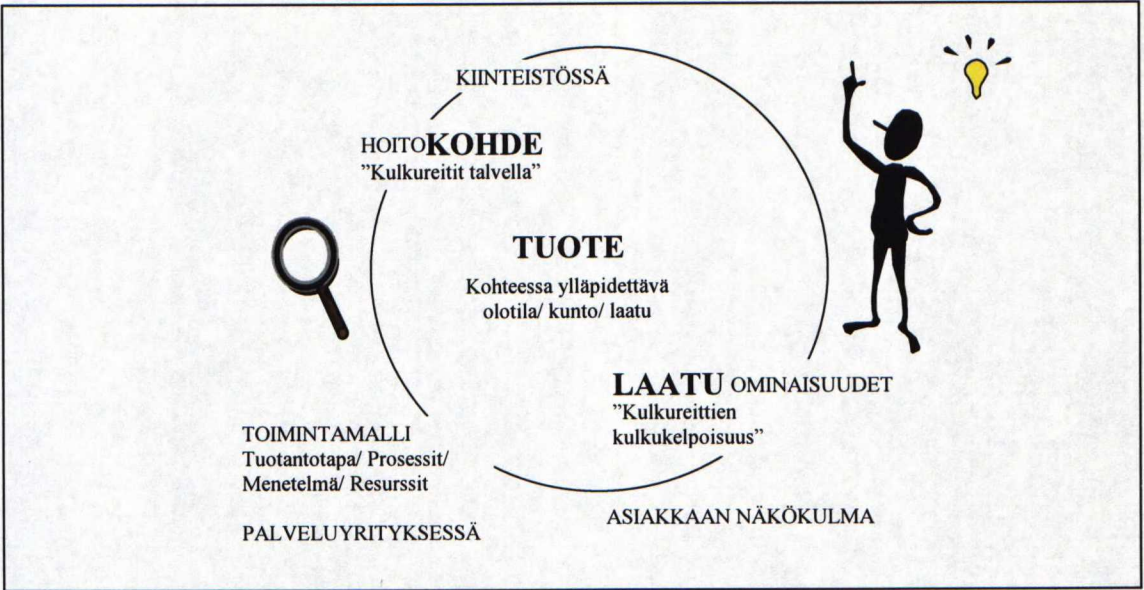 KIINTEISTÖSSÄ
HOITOKOHDE
”Kulkureitit talvella”
TUOTE
Kohteessa ylläpidettävä
olotila/ kunto/ laatu
LAATU OMINAISUUDET
”Kulkureittien
kulkukelpoisuus”
TOIMINTAMALLI
Tuotantotapa/ Prosessit/
Menetelmä/ Resurssit
PALVELUYRITYKSESSÄ
ASIAKKAAN NÄKÖKULMA